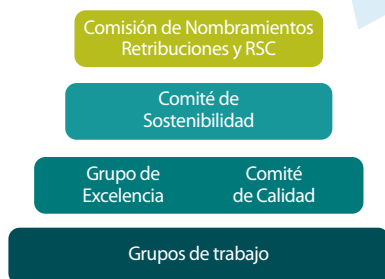 Comisión de Nombramientos
Retribuciones y RSC
Comité de
Sostenibilidad
Grupo de
Excelencia
Comité
de Calidad
Grupos de trabajo